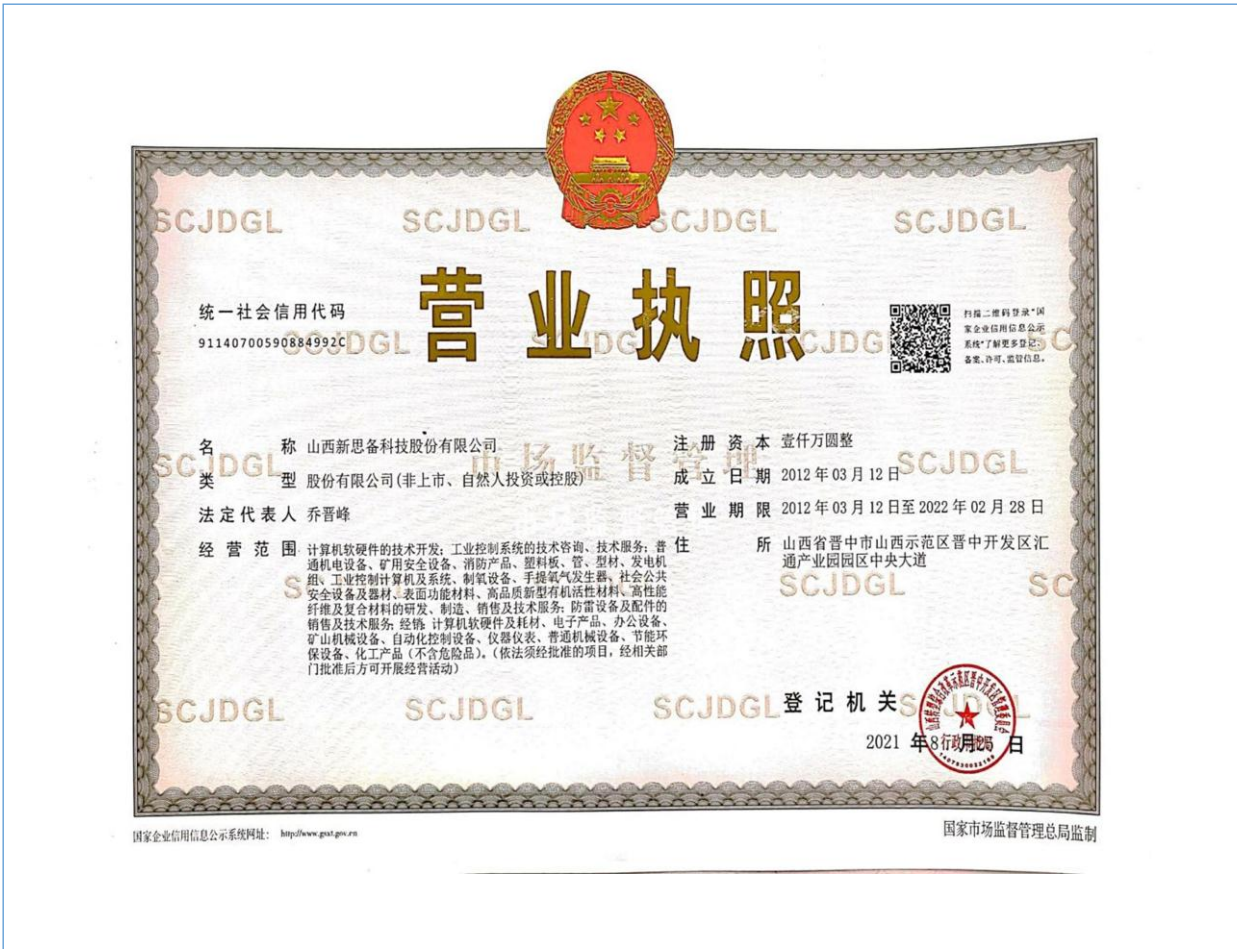 营业执照
统一社会信用代码
91140700590884992C
扫描二维码登录“国
家企业信用信息公示
系统”了解更多登记、
备案、许可、监管信息。
名称 山西新思备科技股份有限公司
类型 股份有限公司(非上市、自然人投资或控股)
法定代表人 乔晋峰
经营范围 计算机软硬件的技术开发；工业控制系统的技术咨询、技术服务；普
通机电设备、矿用安全设备、消防产品、塑料板、管、型材、发电机
组、工业控制计算机及系统、制氧设备、手提氧气发生器、社会公共
安全设备及器材、表面功能材料、高品质新型有机活性材料、高性能
纤维及复合材料的研发、制造、销售及技术服务；防雷设备及配件的
销售及技术服务；经销：计算机软硬件及耗材、电子产品、办公设备、
矿山机械设备、自动化控制设备、仪器仪表、普通机械设备、节能环
保设备、化工产品（不含危险品）。（依法须经批准的项目，经相关部
门批准后方可开展经营活动）
注册资本 壹仟万圆整
成立日期 2012年03月12日
营业期限 2012年03月12日至2022年02月28日
住所 山西省晋中市山西示范区晋中开发区汇
通产业园园区中央大道
登记机关
2021年8月25日
国家企业信用信息公示系统网址： http://www.gsxt.gov.cn
国家市场监督管理总局监制
SCJDGL
市场监督管理